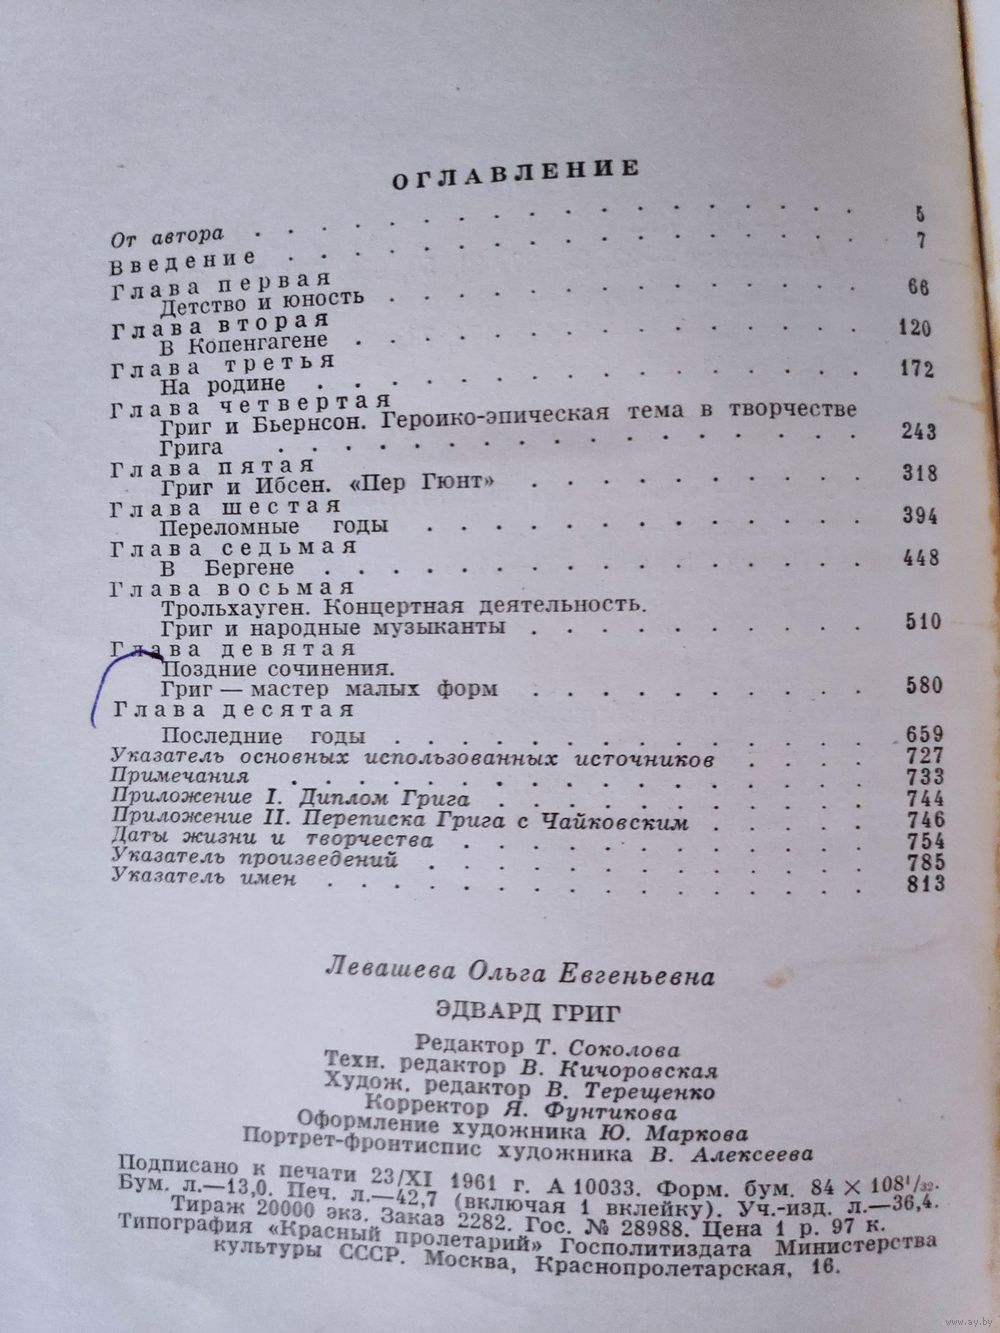 ОГЛАВЛЕНИЕ
От автора . . . . . . . . . . . . . . . 5
Введение . . . . . . . . . . . . . . 7
Глава первая
Детство и юность . . . . . . . . . . . . 66
Глава вторая
В Копенгагене . . . . . . . . . . . . . 120
Глава третья
На родине . . . . . . . . . . . . . . 172
Глава четвертая
Григ и Бьернсон. Героико-эпическая тема в творчестве
Грига . . . . . . . . . . . . . . . 243
Глава пятая
Григ и Ибсен. «Пер Гюнт» . . . . . . . . . 318
Глава шестая
Переломные годы . . . . . . . . . . . . 394
Глава седьмая
В Бергене . . . . . . . . . . . . . . 448
Глава восьмая
Трольхауген. Концертная деятельность.
Григ и народные музыканты . . . . . . . . . 510
Глава девятая
Поздние сочинения.
Григ — мастер малых форм . . . . . . . . . 580
Глава десятая
Последние годы . . . . . . . . . . . . 659
Указатель основных использованных источников . . . . 727
Примечания . . . . . . . . . . . . . . 733
Приложение I. Диплом Грига . . . . . . . . . . 744
Приложение II. Переписка Грига с Чайковским . . . . . 746
Даты жизни и творчества . . . . . . . . . . . 754
Указатель произведений . . . . . . . . . . . 785
Указатель имен . . . . . . . . . . . . . . 813
Левашева Ольга Евгеньевна
ЭДВАРД ГРИГ
Редактор Т. Соколова
Техн. редактор В. Кичоровская
Худож. редактор В. Терещенко
Корректор Я. Фунтикова
Оформление художника Ю. Маркова
Портрет-фронтиспис художника В. Алексеева
Подписано к печати 23/XI 1961 г. А 10033. Форм. бум. 84 × 108¹/₃₂.
Бум. л.—13,0. Печ. л.—42,7 (включая 1 вклейку). Уч.-изд. л.—36,4.
Тираж 20000 экз. Заказ 2282. Гос. № 28988. Цена 1 р. 97 к.
Типография «Красный пролетарий» Госполитиздата Министерства
культуры СССР. Москва, Краснопролетарская, 16.
www.ay.by